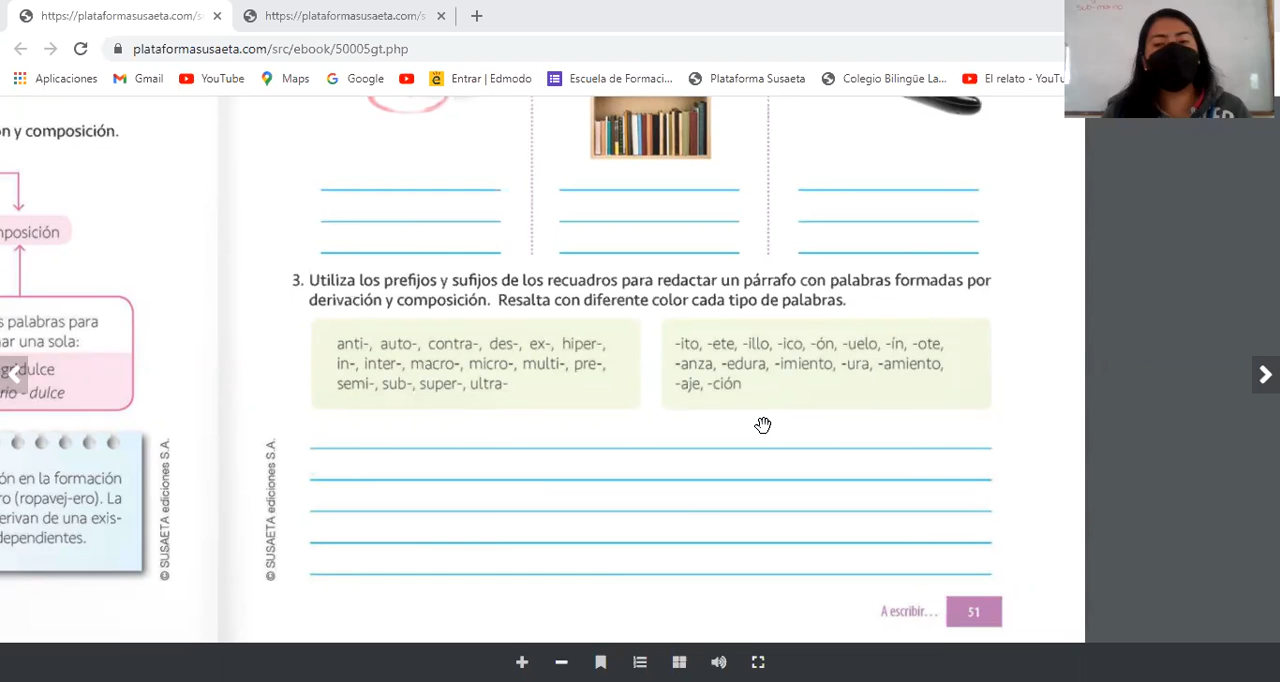 https://plataformasusaeta.com/s
https://plataformasusaeta.com/s
plataformasusaeta.com/src/ebook/50005gt.php
Aplicaciones Gmail YouTube Maps Google Entrar | Edmodo Escuela de Formaci... Plataforma Susaeta Colegio Bilingüe La... El relato - YouTu
n y composición.
mposición
s palabras para
nar una sola:
dulce
rio - dulce
ón en la formación
ro (ropavej-ero). La
erivan de una exis-
dependientes.
© SUSAETA ediciones S.A.
© SUSAETA ediciones S.A.
3. Utiliza los prefijos y sufijos de los recuadros para redactar un párrafo con palabras formadas por
derivación y composición. Resalta con diferente color cada tipo de palabras.
anti-, auto-, contra-, des-, ex-, hiper-,
in-, inter-, macro-, micro-, multi-, pre-,
semi-, sub-, super-, ultra-
-ito, -ete, -illo, -ico, -ón, -uelo, -ín, -ote,
-anza, -edura, -imiento, -ura, -amiento,
-aje, -ción
A escribir... 51